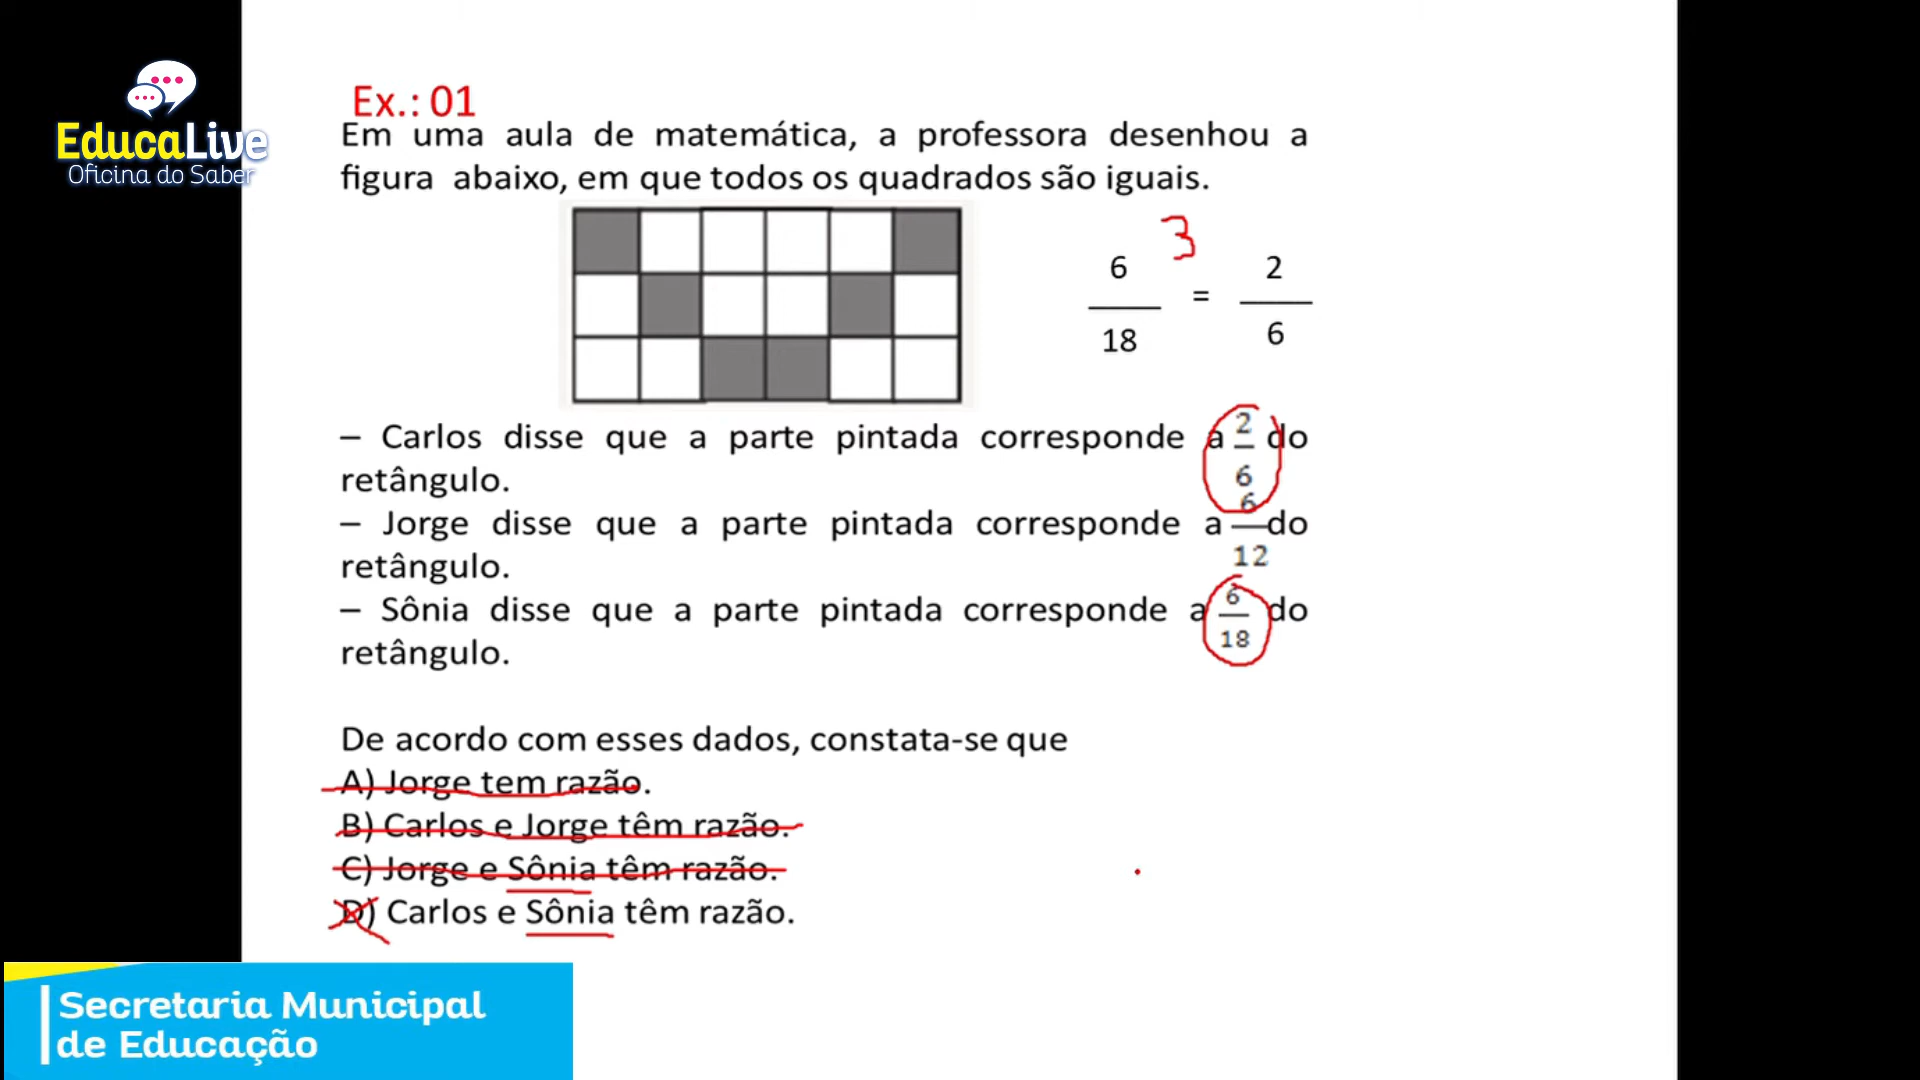 EducaLive
Oficina do Saber
Ex.: 01
Em uma aula de matemática, a professora desenhou a
figura abaixo, em que todos os quadrados são iguais.
3
6/18 = 2/6
– Carlos disse que a parte pintada corresponde a 2/6 do
retângulo.
– Jorge disse que a parte pintada corresponde a 6/12 do
retângulo.
– Sônia disse que a parte pintada corresponde a 6/18 do
retângulo.
De acordo com esses dados, constata-se que
A) Jorge tem razão.
B) Carlos e Jorge têm razão.
C) Jorge e Sônia têm razão.
D) Carlos e Sônia têm razão.
Secretaria Municipal
de Educação